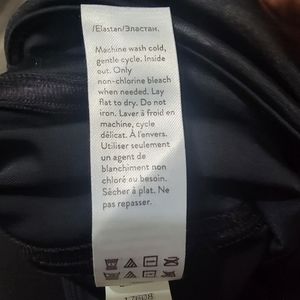 /Elastan/Эластан.
Machine wash cold,
gentle cycle. Inside
out. Only
non-chlorine bleach
when needed. Lay
flat to dry. Do not
iron. Laver à froid en
machine, cycle
délicat. À l'envers.
Utiliser seulement
un agent de
blanchiment non
chloré au besoin.
Sécher à plat. Ne
pas repasser.